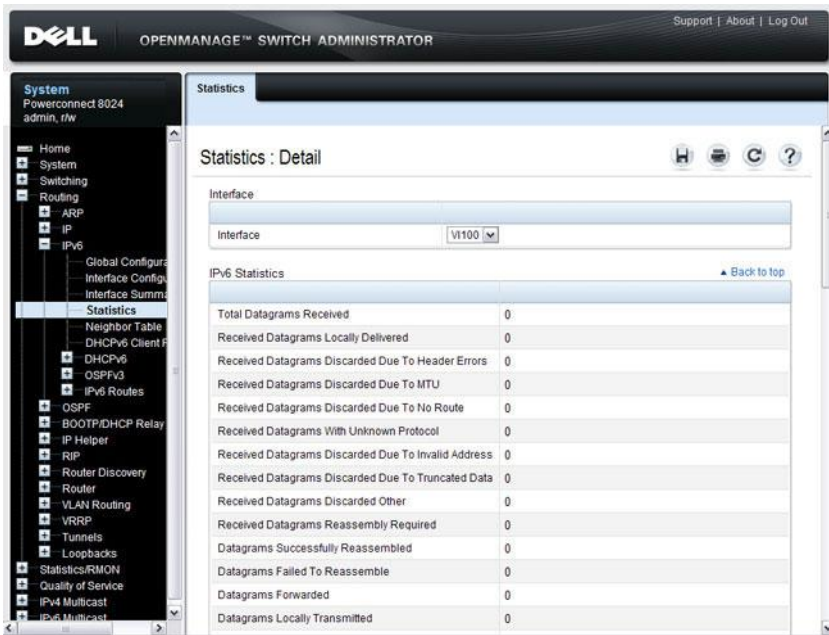 Support | About | Log Out
DELL OPENMANAGE™ SWITCH ADMINISTRATOR
System
Powerconnect 8024
admin, r/w
Home
System
Switching
Routing
ARP
IP
IPv6
Global Configura
Interface Configu
Interface Summa
Statistics
Neighbor Table
DHCPv6 Client
DHCPv6
OSPFv3
IPv6 Routes
OSPF
BOOTP/DHCP Relay
IP Helper
RIP
Router Discovery
Router
VLAN Routing
VRRP
Tunnels
Loopbacks
Statistics/RMON
Quality of Service
IPv4 Multicast
IPv6 Multicast
Statistics
Statistics : Detail
Interface
Interface Vl100
IPv6 Statistics
Back to top
Total Datagrams Received 0
Received Datagrams Locally Delivered 0
Received Datagrams Discarded Due To Header Errors 0
Received Datagrams Discarded Due To MTU 0
Received Datagrams Discarded Due To No Route 0
Received Datagrams With Unknown Protocol 0
Received Datagrams Discarded Due To Invalid Address 0
Received Datagrams Discarded Due To Truncated Data 0
Received Datagrams Discarded Other 0
Received Datagrams Reassembly Required 0
Datagrams Successfully Reassembled 0
Datagrams Failed To Reassemble 0
Datagrams Forwarded 0
Datagrams Locally Transmitted 0